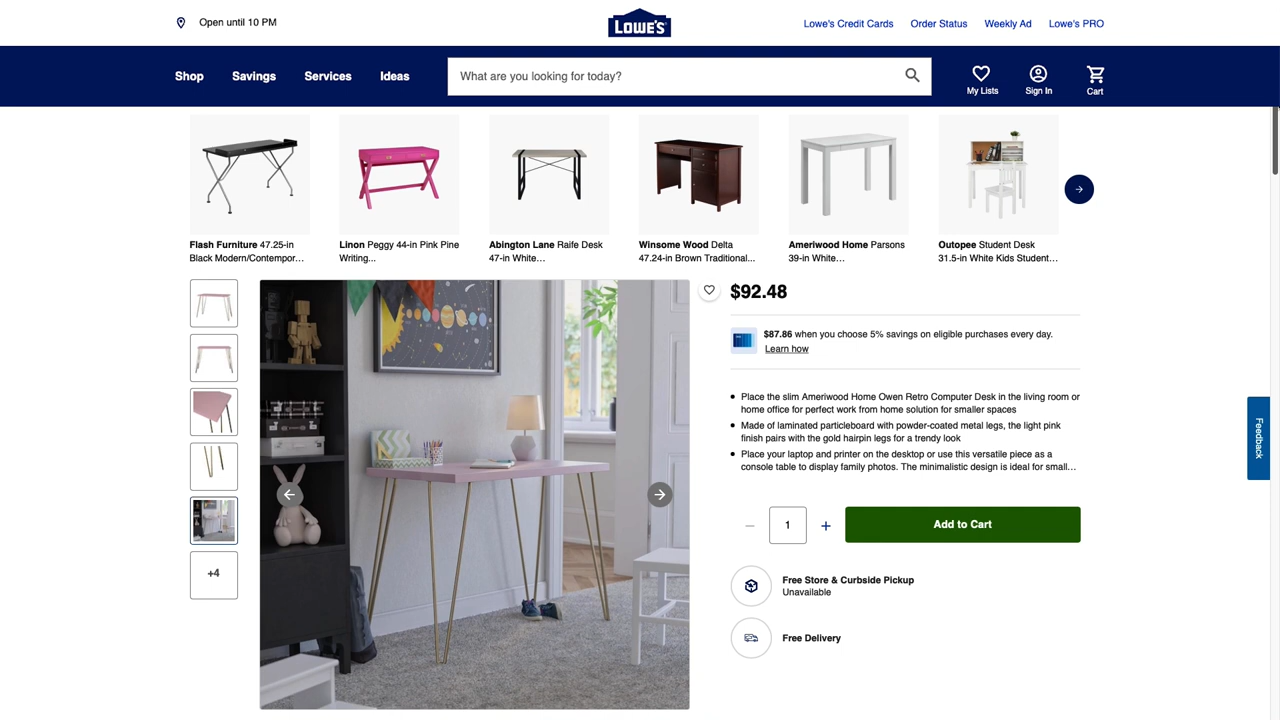 Open until 10 PM
LOWE'S
Lowe's Credit Cards
Order Status
Weekly Ad
Lowe's PRO
Shop
Savings
Services
Ideas
What are you looking for today?
My Lists
Sign In
Cart
Flash Furniture 47.25-in
Black Modern/Contempor...
Linon Peggy 44-in Pink Pine
Writing...
Abington Lane Raife Desk
47-in White...
Winsome Wood Delta
47.24-in Brown Traditional...
Ameriwood Home Parsons
39-in White...
Outopee Student Desk
31.5-in White Kids Student...
+4
$92.48
$87.86 when you choose 5% savings on eligible purchases every day.
Learn how
Place the slim Ameriwood Home Owen Retro Computer Desk in the living room or
home office for perfect work from home solution for smaller spaces
Made of laminated particleboard with powder-coated metal legs, the light pink
finish pairs with the gold hairpin legs for a trendy look
Place your laptop and printer on the desktop or use this versatile piece as a
console table to display family photos. The minimalistic design is ideal for small...
1
Add to Cart
Free Store & Curbside Pickup
Unavailable
Free Delivery
Feedback